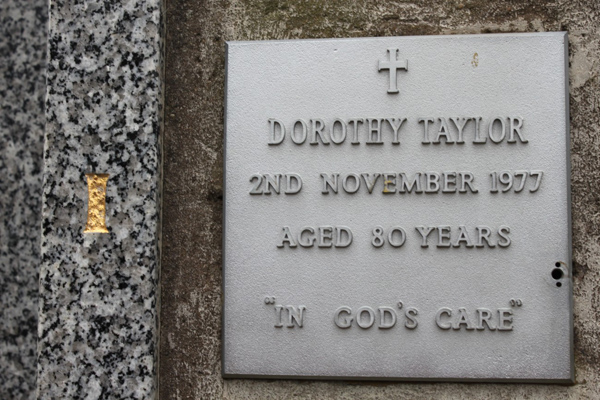 I
DOROTHY TAYLOR
2ND NOVEMBER 1977
AGED 80 YEARS
"IN GOD'S CARE"